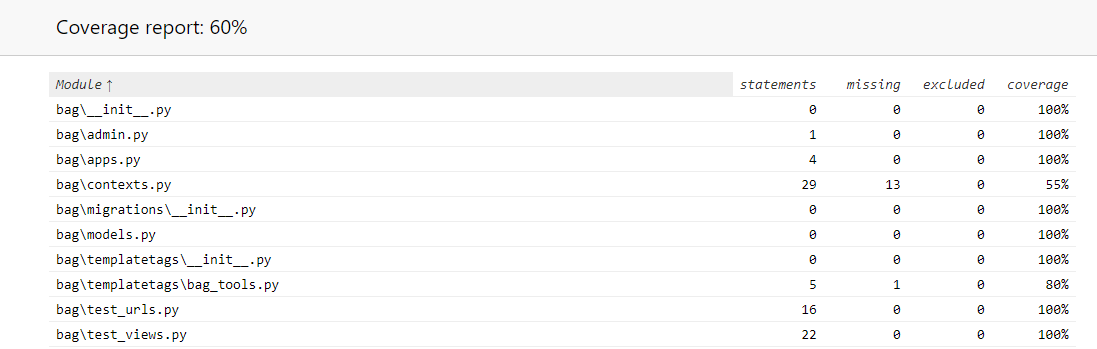 Coverage report: 60%
Module ↑ statements missing excluded coverage
bag\__init__.py 0 0 0 100%
bag\admin.py 1 0 0 100%
bag\apps.py 4 0 0 100%
bag\contexts.py 29 13 0 55%
bag\migrations\__init__.py 0 0 0 100%
bag\models.py 0 0 0 100%
bag\templatetags\__init__.py 0 0 0 100%
bag\templatetags\bag_tools.py 5 1 0 80%
bag\test_urls.py 16 0 0 100%
bag\test_views.py 22 0 0 100%